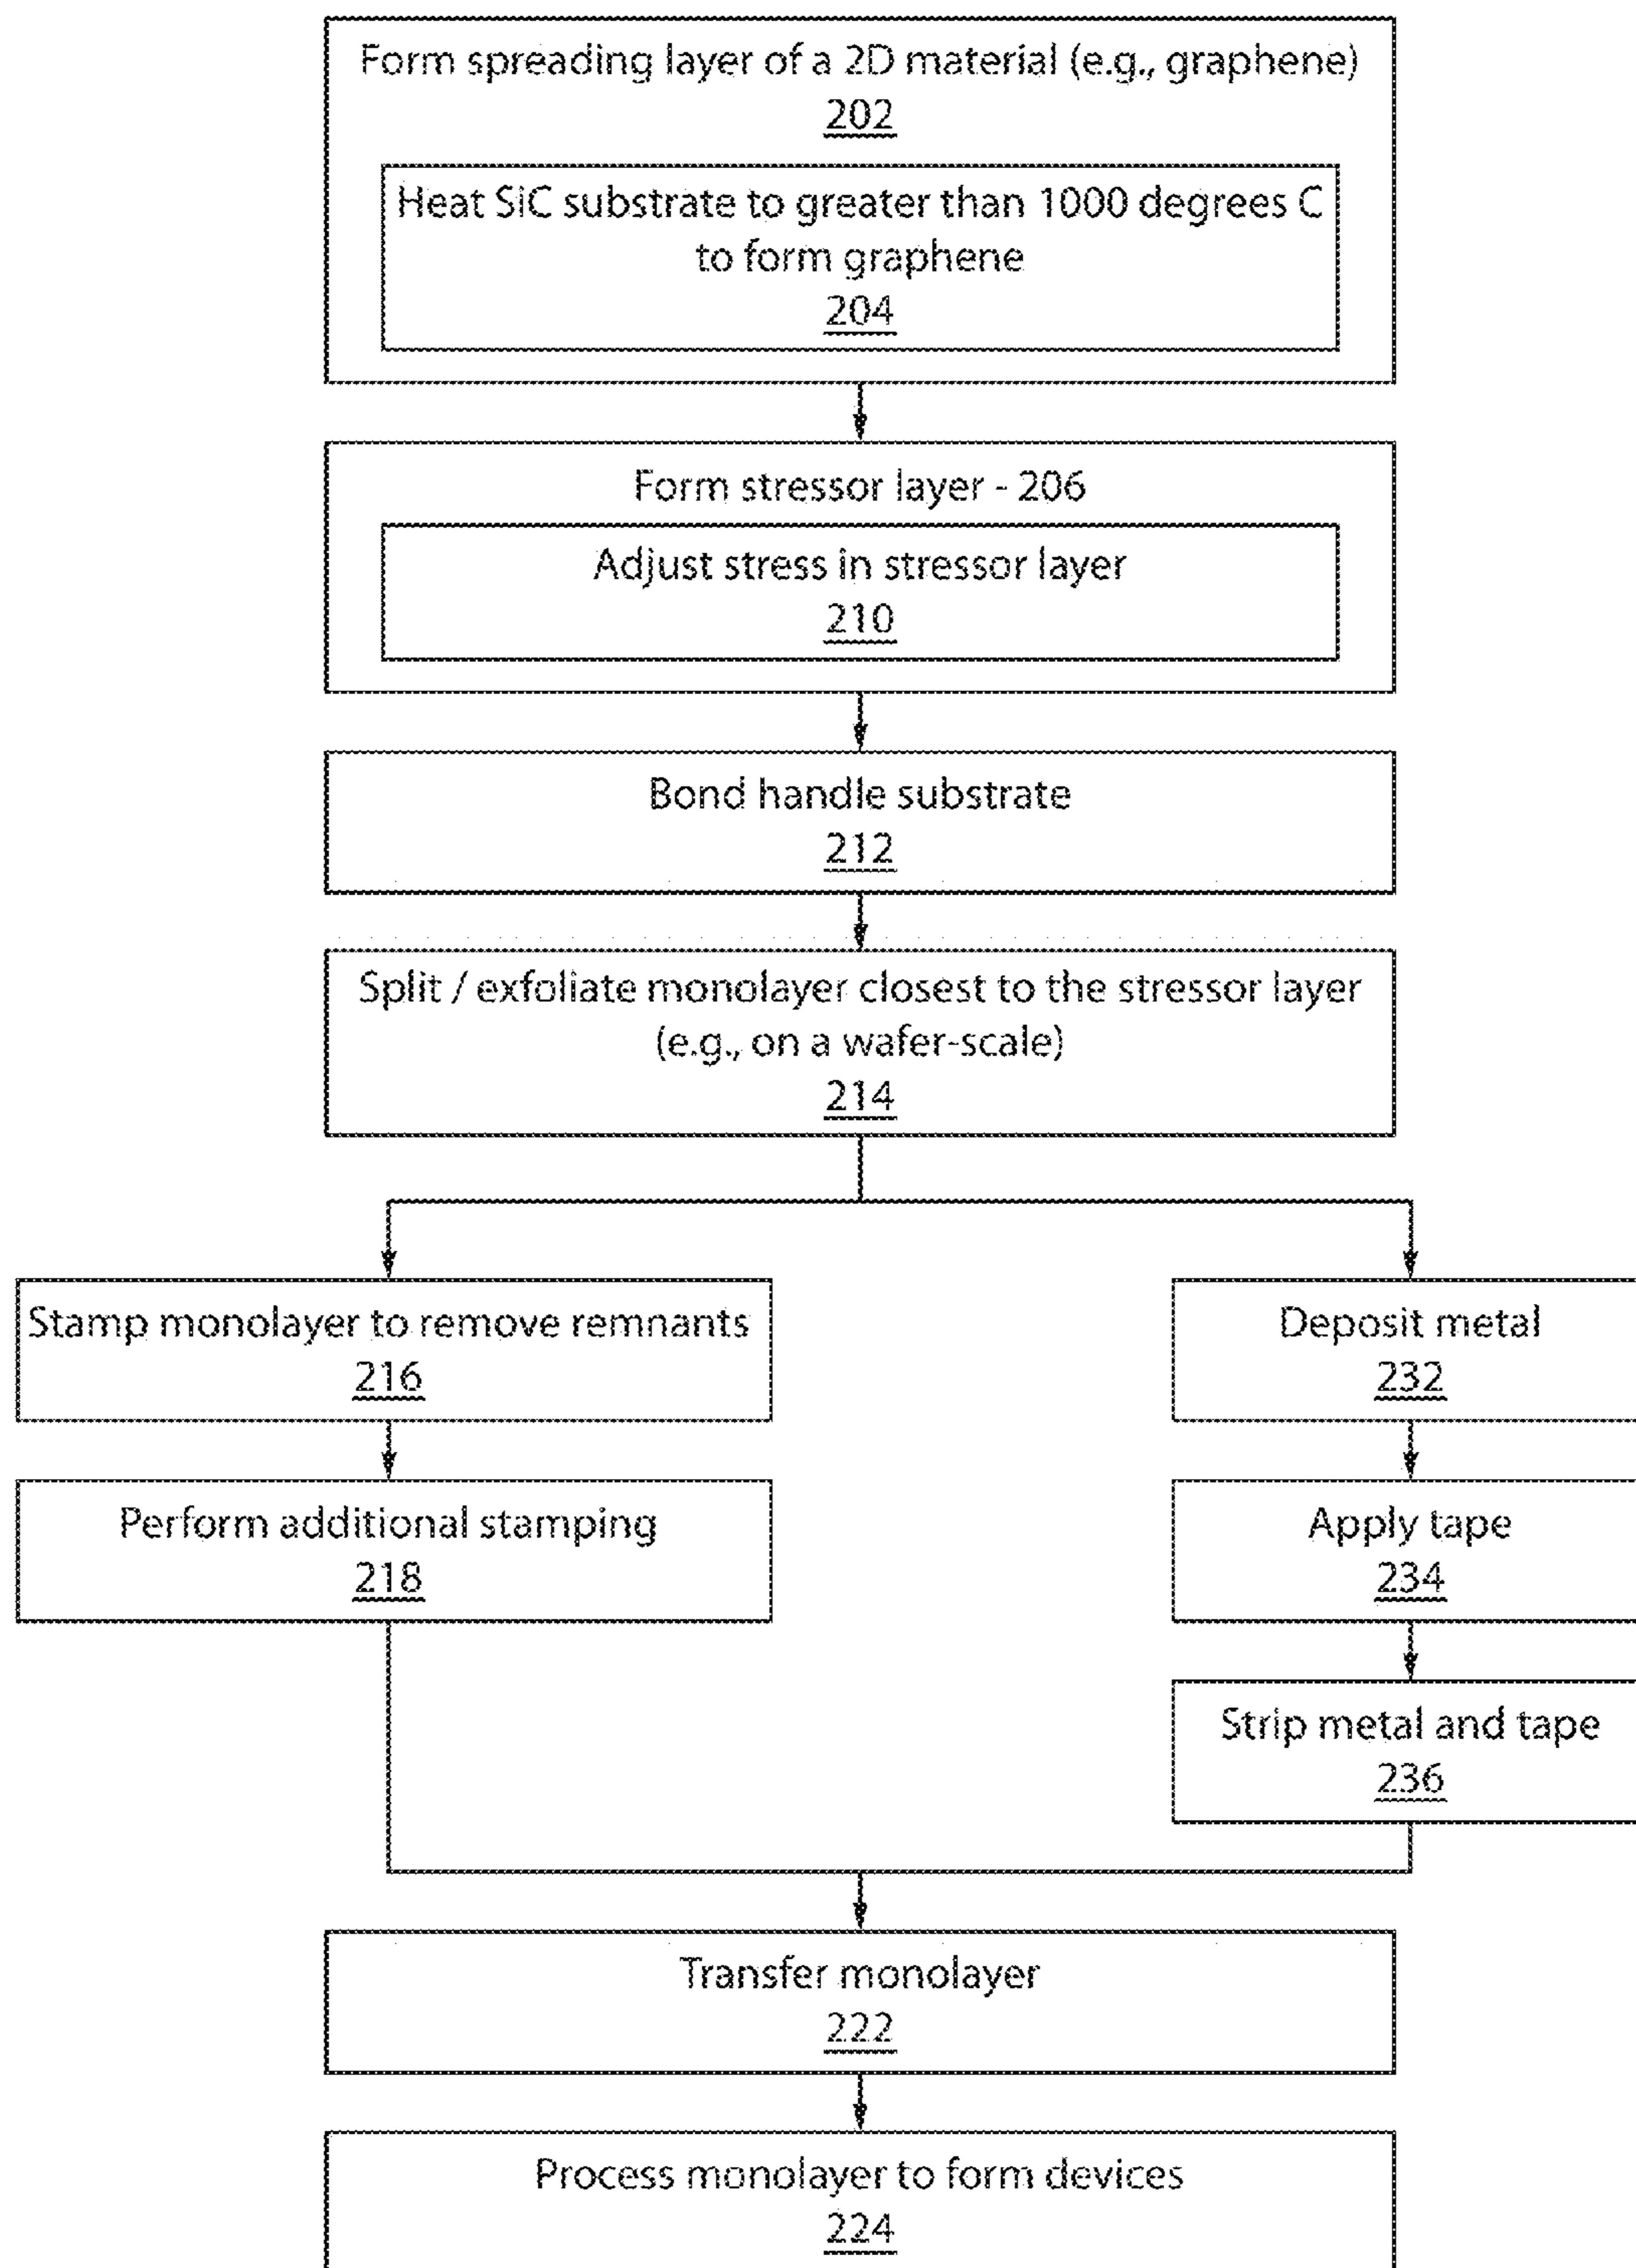 Form spreading layer of a 2D material (e.g., graphene)
202
Heat SiC substrate to greater than 1000 degrees C
to form graphene
204
Form stressor layer - 206
Adjust stress in stressor layer
210
Bond handle substrate
212
Split / exfoliate monolayer closest to the stressor layer
(e.g., on a wafer-scale)
214
Stamp monolayer to remove remnants
216
Perform additional stamping
218
Deposit metal
232
Apply tape
234
Strip metal and tape
236
Transfer monolayer
222
Process monolayer to form devices
224